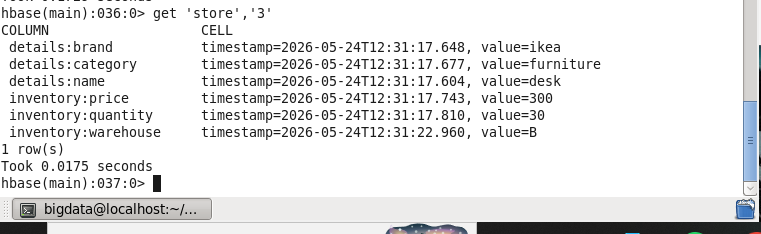 hbase(main):036:0> get 'store','3'
COLUMN                   CELL
 details:brand           timestamp=2026-05-24T12:31:17.648, value=ikea
 details:category        timestamp=2026-05-24T12:31:17.677, value=furniture
 details:name            timestamp=2026-05-24T12:31:17.604, value=desk
 inventory:price         timestamp=2026-05-24T12:31:17.743, value=300
 inventory:quantity      timestamp=2026-05-24T12:31:17.810, value=30
 inventory:warehouse     timestamp=2026-05-24T12:31:22.960, value=B
1 row(s)
Took 0.0175 seconds
hbase(main):037:0>
bigdata@localhost:~/...